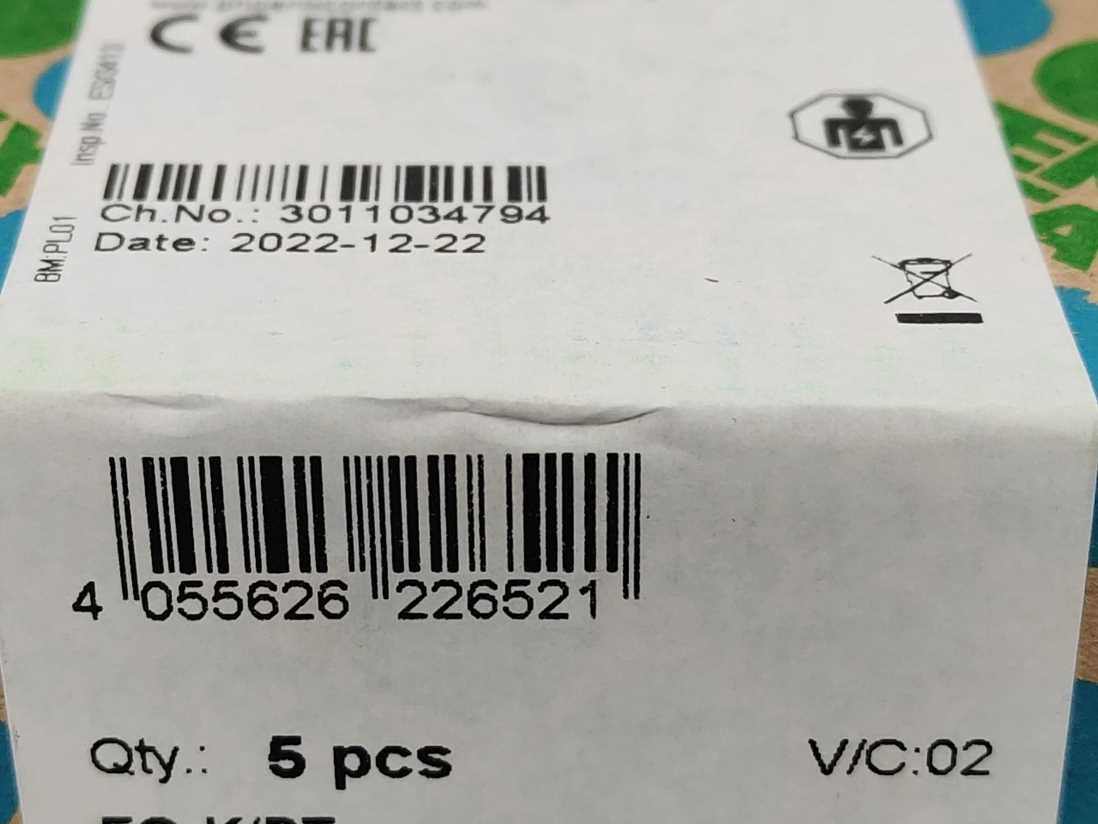 CE EAC
Insp.No.
BM:PL01
Ch.No.: 3011034794
Date: 2022-12-22
4 055626 226521
Qty.: 5 pcs
V/C:02